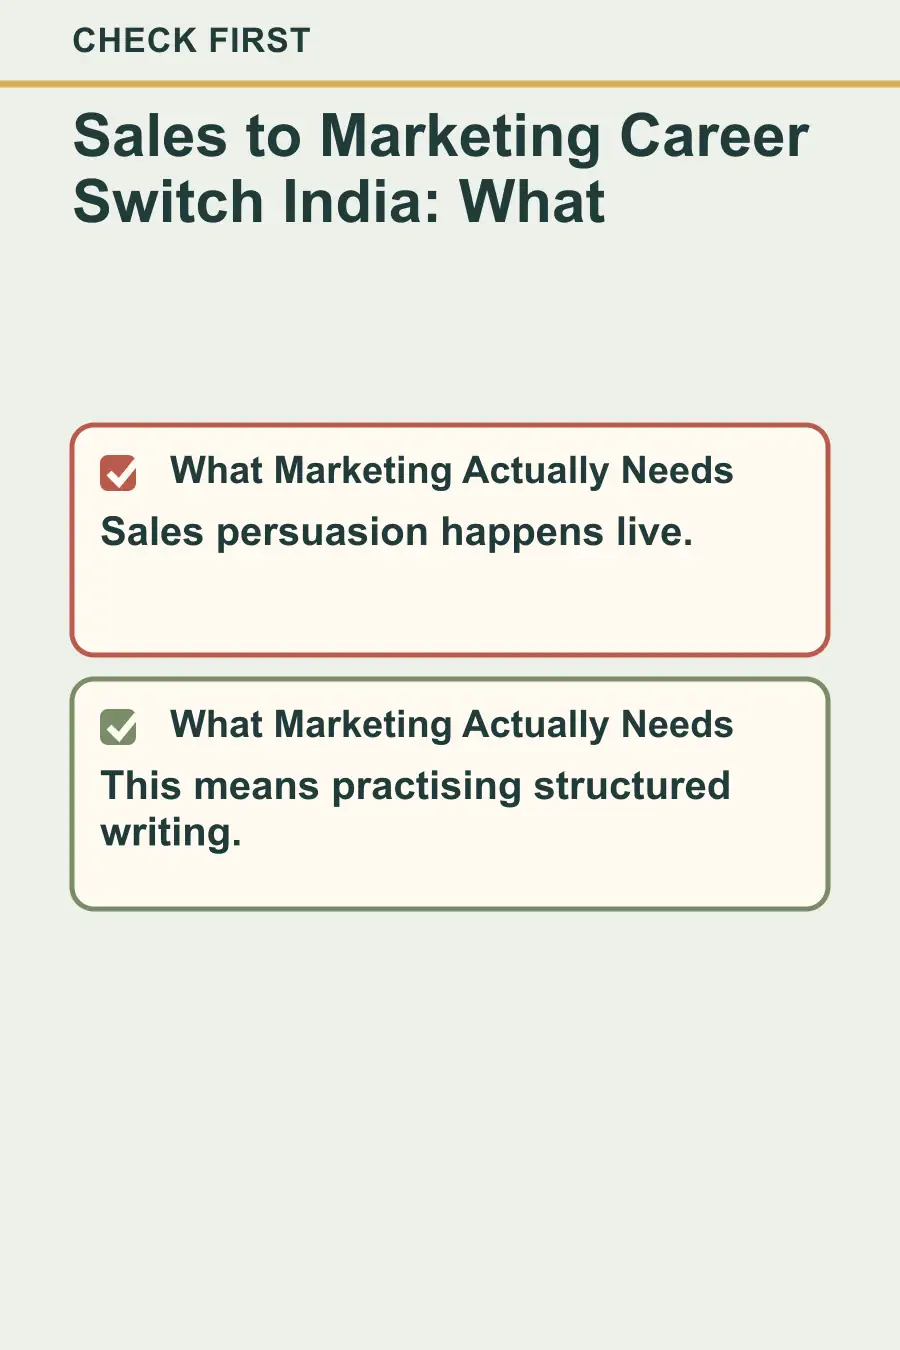 CHECK FIRST
Sales to Marketing Career
Switch India: What
What Marketing Actually Needs
Sales persuasion happens live.
What Marketing Actually Needs
This means practising structured
writing.